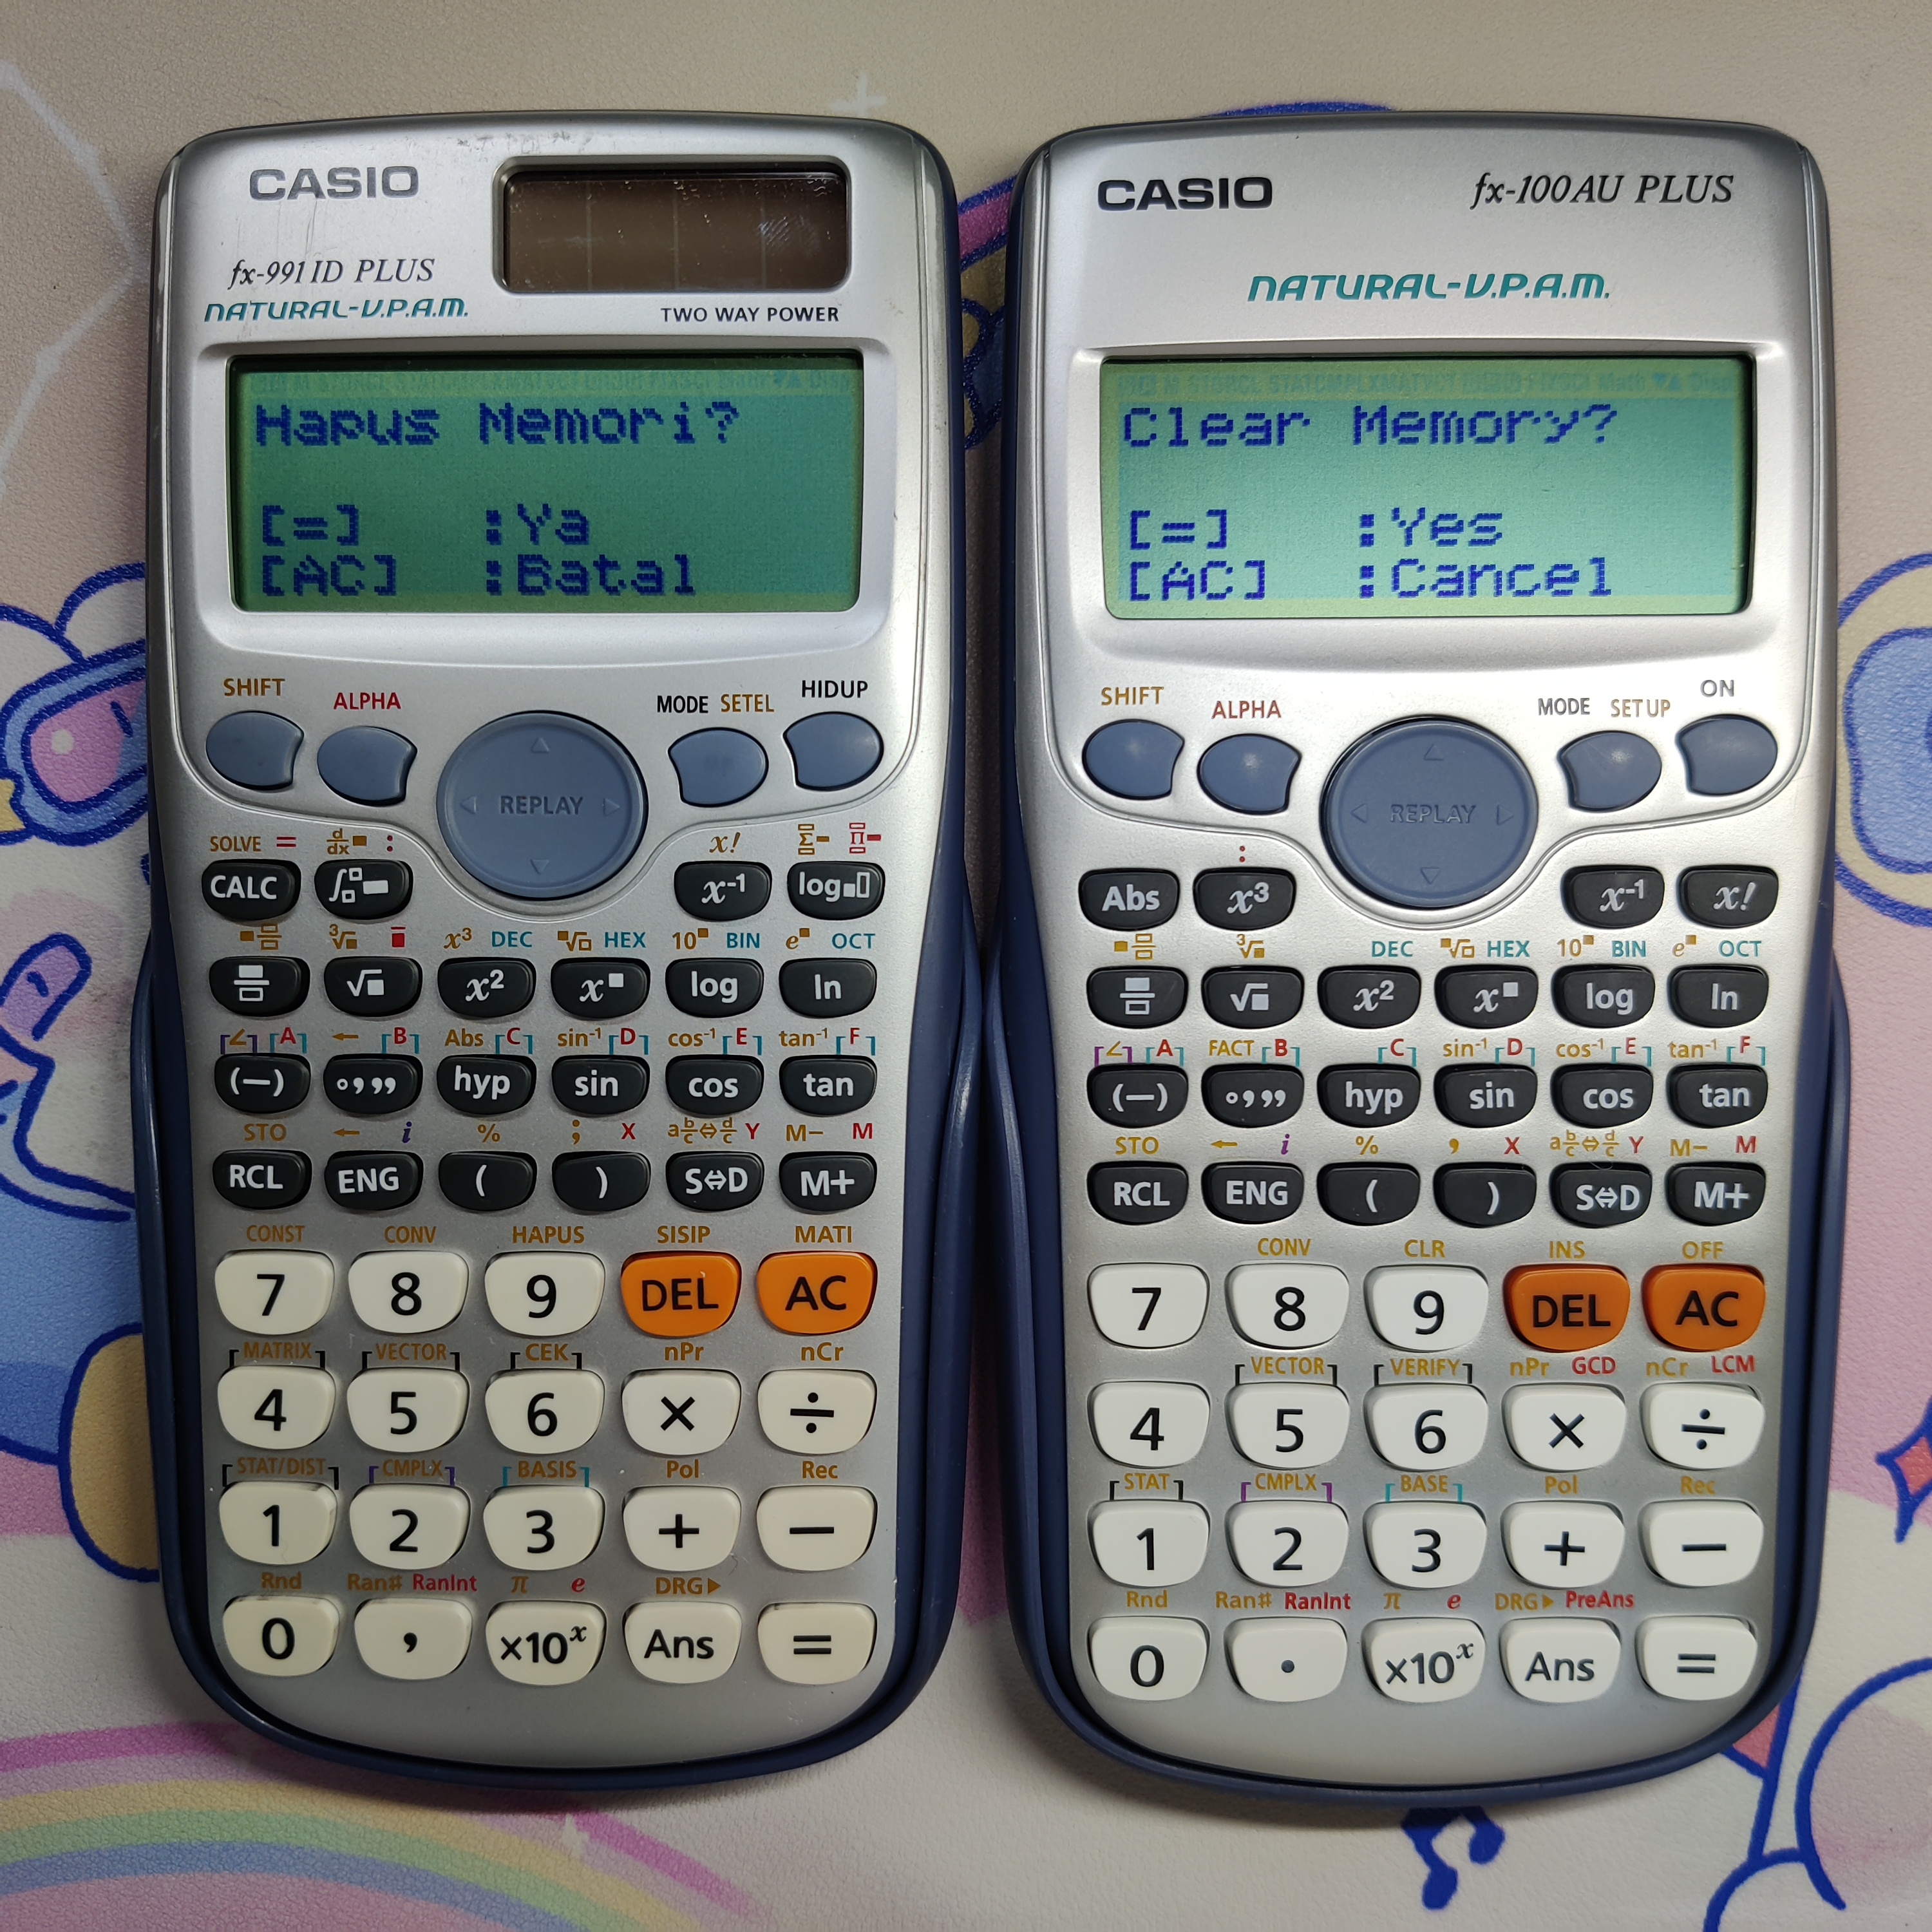 CASIO
fx-991ID PLUS
NATURAL-V.P.A.M.
TWO WAY POWER
Hapus Memori?
[=] :Ya
[AC] :Batal
SHIFT ALPHA MODE SETEL HIDUP
REPLAY
SOLVE = d/dx■ : x! Σ Π
CALC ∫ x⁻¹ log■□
³√■ x³ DEC ■√□ HEX 10■ BIN e■ OCT
√■ x² x■ log ln
∠ A ← B Abs C sin⁻¹ D cos⁻¹ E tan⁻¹ F
(−) °,,, hyp sin cos tan
STO ← i % ; X a b/c⇔d/c Y M− M
RCL ENG ( ) S⇔D M+
CONST CONV HAPUS SISIP MATI
7 8 9 DEL AC
MATRIX VECTOR CEK nPr nCr
4 5 6 × ÷
STAT/DIST CMPLX BASIS Pol Rec
1 2 3 + −
Rnd Ran# RanInt π e DRG▶
0 , ×10ˣ Ans =
CASIO fx-100AU PLUS
NATURAL-V.P.A.M.
Clear Memory?
[=] :Yes
[AC] :Cancel
SHIFT ALPHA MODE SETUP ON
REPLAY
:
Abs x³ x⁻¹ x!
³√■ DEC ■√□ HEX 10■ BIN e■ OCT
√■ x² x■ log ln
∠ A FACT B C sin⁻¹ D cos⁻¹ E tan⁻¹ F
(−) °,,, hyp sin cos tan
STO ← i % , X a b/c⇔d/c Y M− M
RCL ENG ( ) S⇔D M+
CONV CLR INS OFF
7 8 9 DEL AC
VECTOR VERIFY nPr GCD nCr LCM
4 5 6 × ÷
STAT CMPLX BASE Pol Rec
1 2 3 + −
Rnd Ran# RanInt π e DRG▶ PreAns
0 . ×10ˣ Ans =